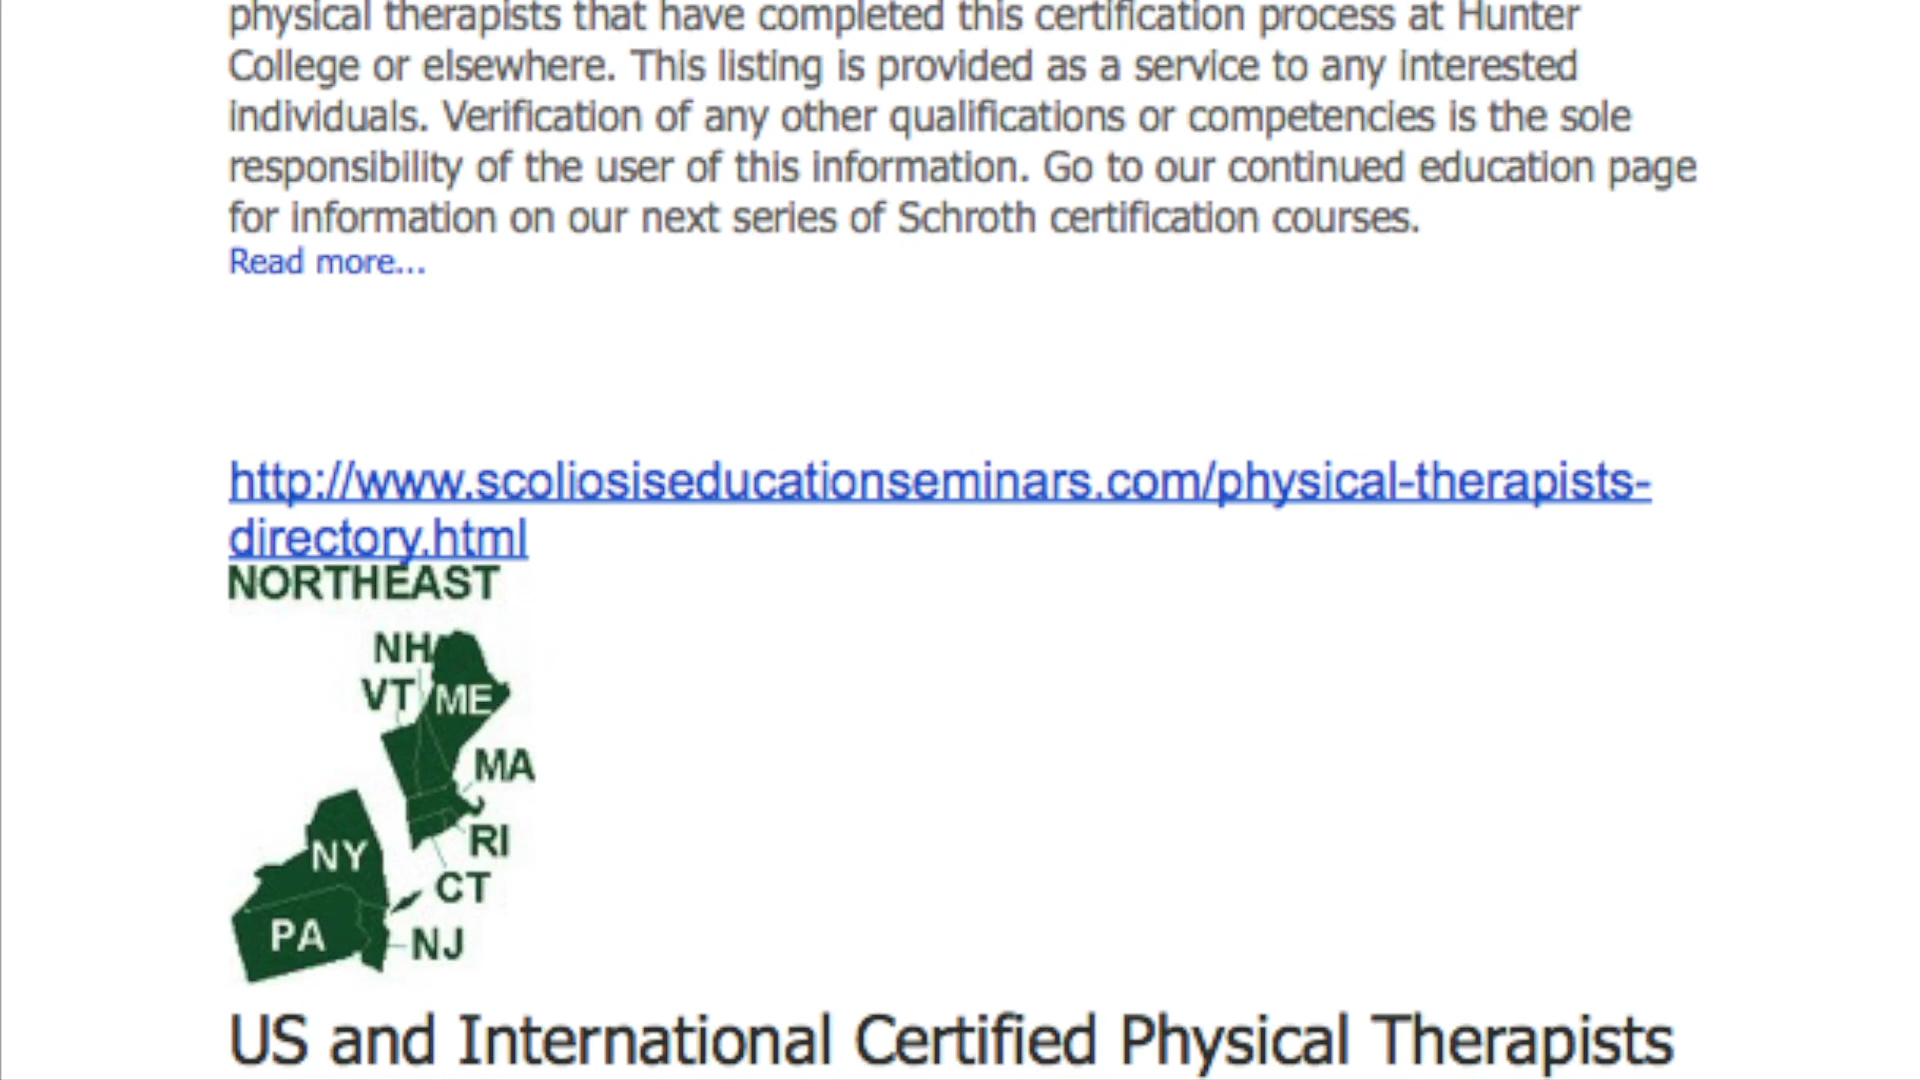 physical therapists that have completed this certification process at Hunter
College or elsewhere. This listing is provided as a service to any interested
individuals. Verification of any other qualifications or competencies is the sole
responsibility of the user of this information. Go to our continued education page
for information on our next series of Schroth certification courses.
Read more...
http://www.scoliosiseducationseminars.com/physical-therapists-
directory.html
NORTHEAST
NH
VT ME
MA
RI
NY
CT
PA
NJ
US and International Certified Physical Therapists